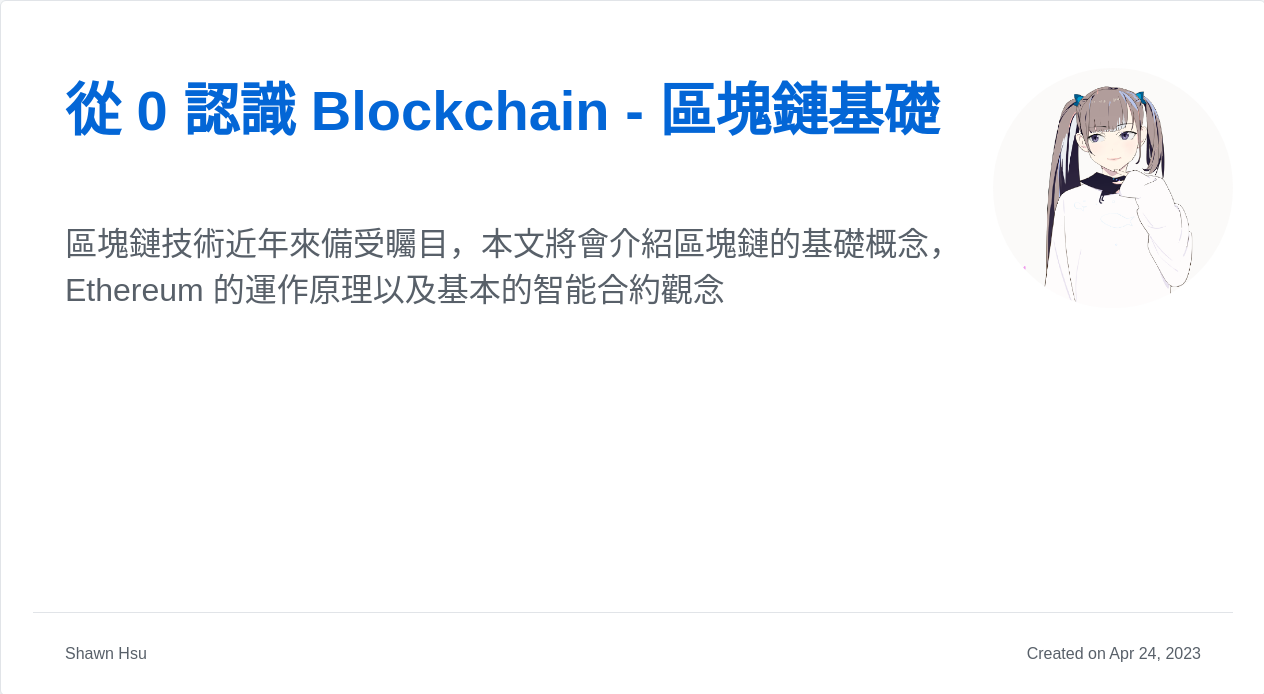 從 0 認識 Blockchain - 區塊鏈基礎
區塊鏈技術近年來備受矚目，本文將會介紹區塊鏈的基礎概念，
Ethereum 的運作原理以及基本的智能合約觀念
Shawn Hsu
Created on Apr 24, 2023